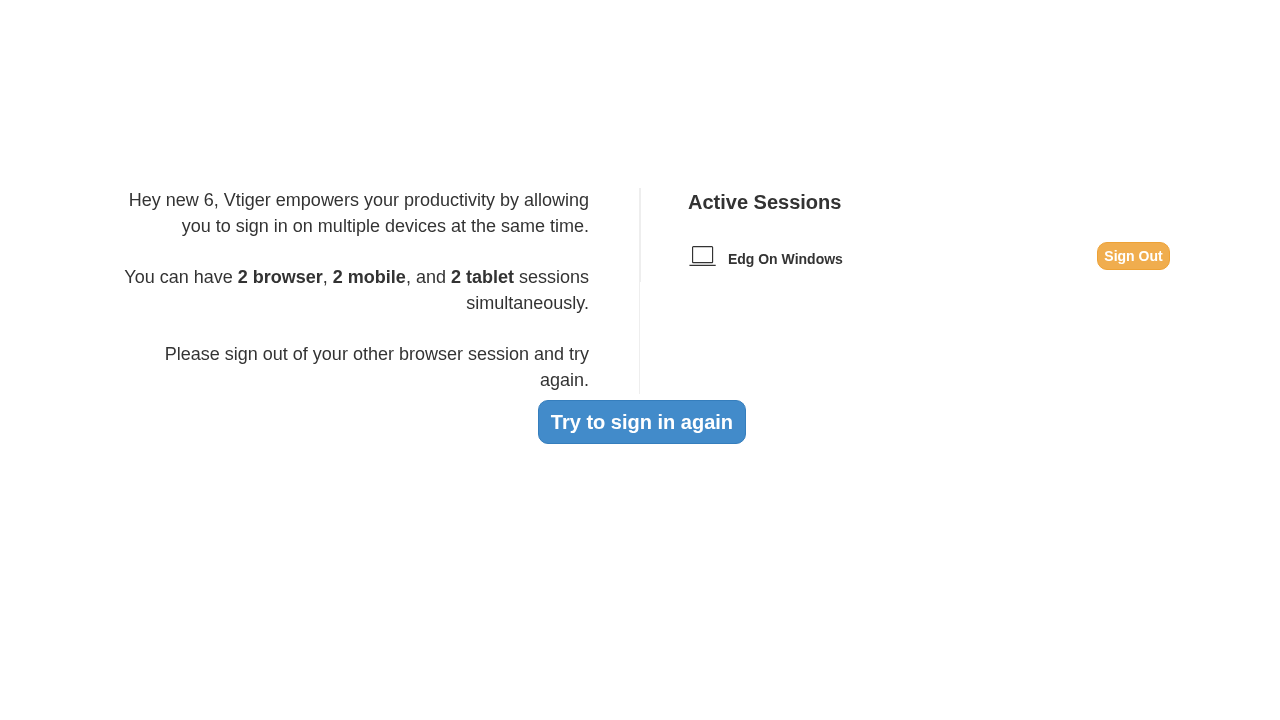 Hey new 6, Vtiger empowers your productivity by allowing
you to sign in on multiple devices at the same time.
You can have 2 browser, 2 mobile, and 2 tablet sessions
simultaneously.
Please sign out of your other browser session and try
again.
Active Sessions
Edg On Windows
Sign Out
Try to sign in again